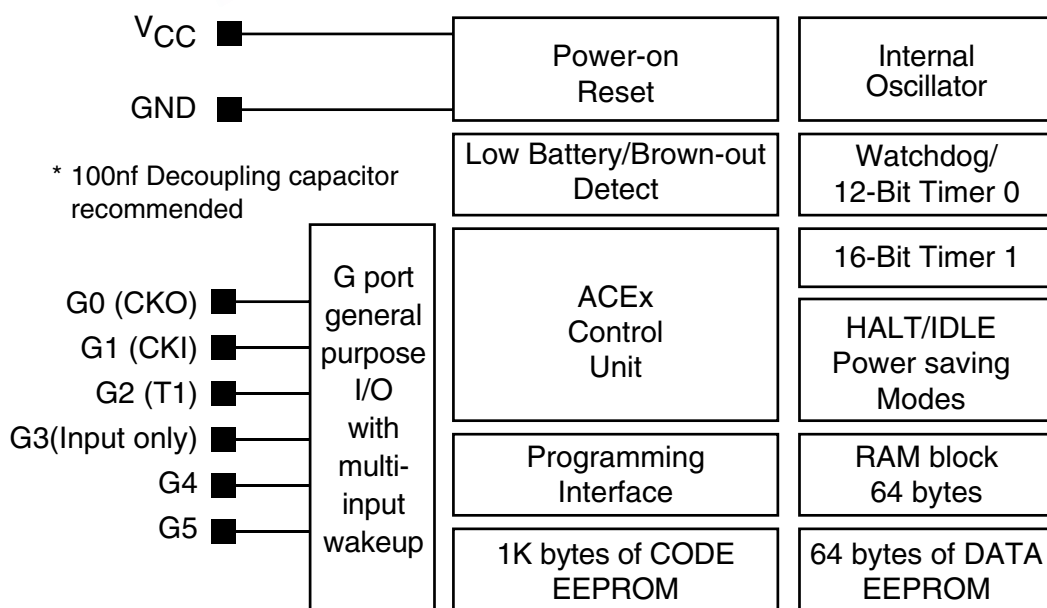 VCC
GND
* 100nf Decoupling capacitor
recommended
G0 (CKO)
G1 (CKI)
G2 (T1)
G3(Input only)
G4
G5
G port
general
purpose
I/O
with
multi-
input
wakeup
Power-on
Reset
Internal
Oscillator
Low Battery/Brown-out
Detect
Watchdog/
12-Bit Timer 0
ACEx
Control
Unit
16-Bit Timer 1
HALT/IDLE
Power saving
Modes
Programming
Interface
RAM block
64 bytes
1K bytes of CODE
EEPROM
64 bytes of DATA
EEPROM